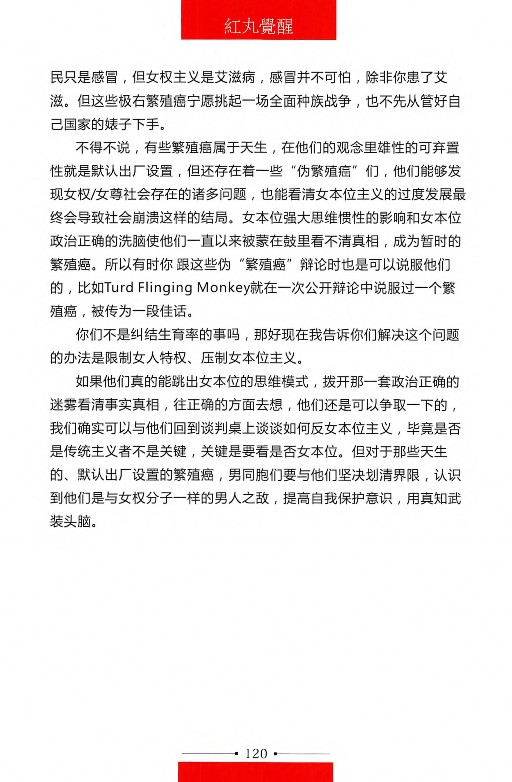 紅丸覺醒
民只是感冒，但女权主义是艾滋病，感冒并不可怕，除非你患了艾
滋。但这些极右繁殖癌宁愿挑起一场全面种族战争，也不先从管好自
己国家的婊子下手。
不得不说，有些繁殖癌属于天生，在他们的观念里雄性的可弃置
性就是默认出厂设置，但还存在着一些“伪繁殖癌”们，他们能够发
现女权/女尊社会存在的诸多问题，也能看清女本位主义的过度发展最
终会导致社会崩溃这样的结局。女本位强大思维惯性的影响和女本位
政治正确的洗脑使他们一直以来被蒙在鼓里看不清真相，成为暂时的
繁殖癌。所以有时你 跟这些伪“繁殖癌”辩论时也是可以说服他们
的，比如Turd Flinging Monkey就在一次公开辩论中说服过一个繁
殖癌，被传为一段佳话。
你们不是纠结生育率的事吗，那好现在我告诉你们解决这个问题
的办法是限制女人特权、压制女本位主义。
如果他们真的能跳出女本位的思维模式，拨开那一套政治正确的
迷雾看清事实真相，往正确的方面去想，他们还是可以争取一下的，
我们确实可以与他们回到谈判桌上谈谈如何反女本位主义，毕竟是否
是传统主义者不是关键，关键是要看是否女本位。但对于那些天生
的、默认出厂设置的繁殖癌，男同胞们要与他们坚决划清界限，认识
到他们是与女权分子一样的男人之敌，提高自我保护意识，用真知武
装头脑。
120